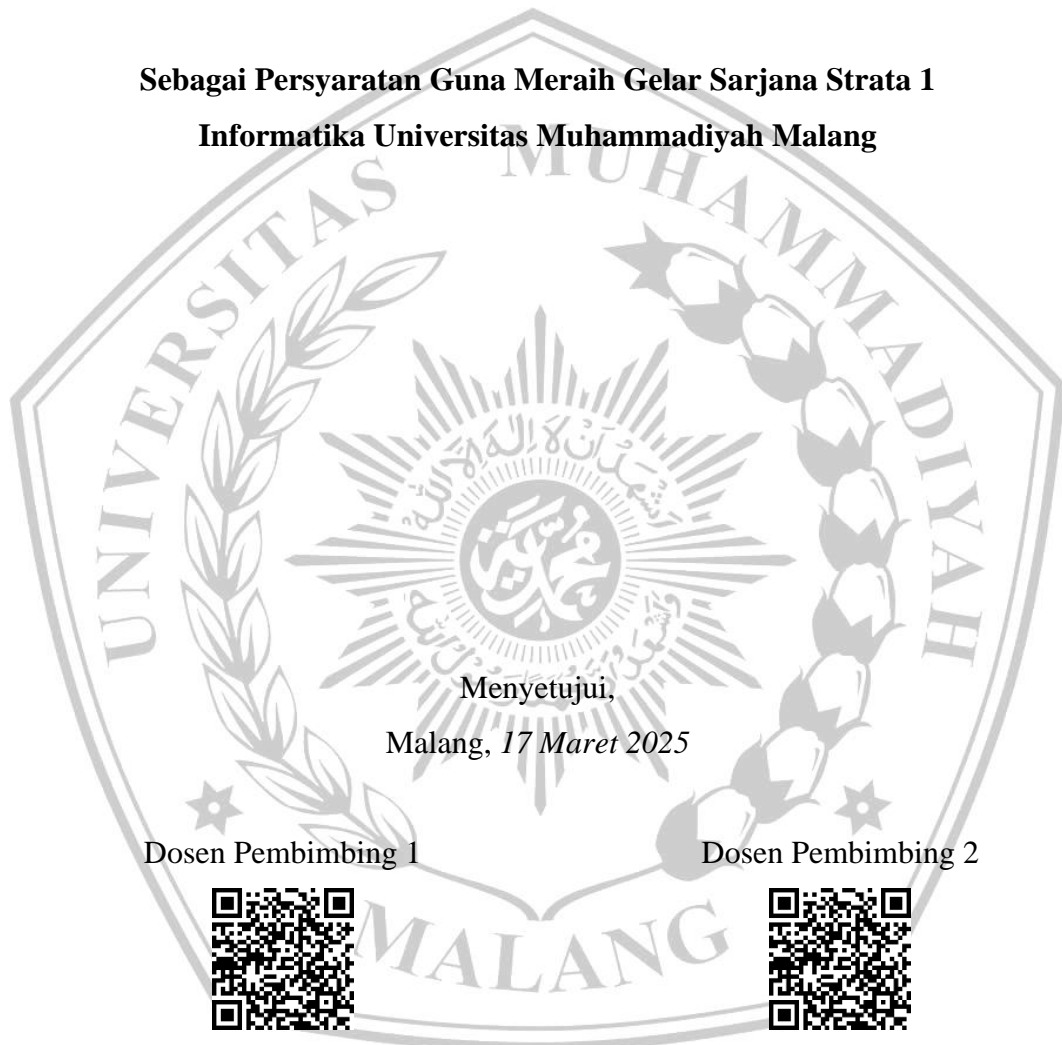 Sebagai Persyaratan Guna Meraih Gelar Sarjana Strata 1
Informatika Universitas Muhammadiyah Malang
UNIVERSITAS MUHAMMADIYAH
Menyetujui,
Malang, 17 Maret 2025
Dosen Pembimbing 1 Dosen Pembimbing 2
MALANG